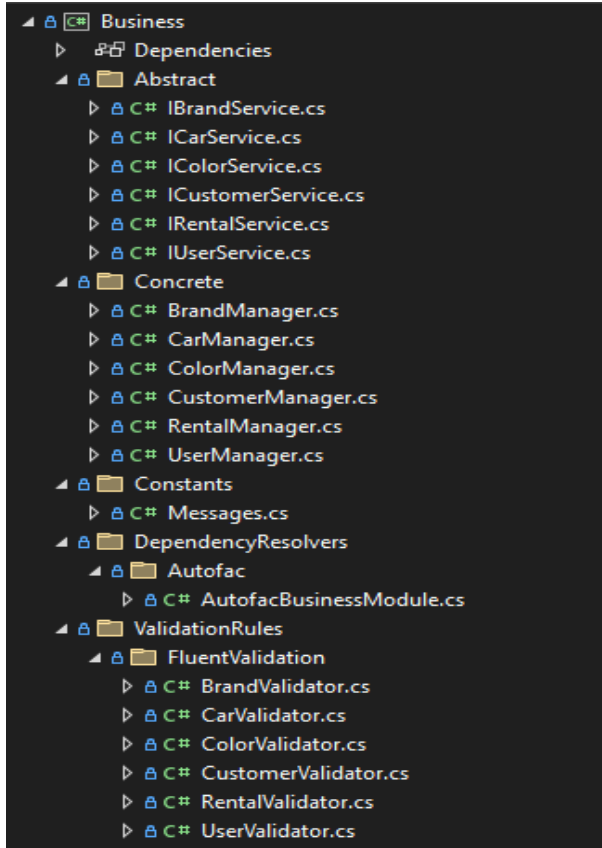 C# Business
Dependencies
Abstract
C# IBrandService.cs
C# ICarService.cs
C# IColorService.cs
C# ICustomerService.cs
C# IRentalService.cs
C# IUserService.cs
Concrete
C# BrandManager.cs
C# CarManager.cs
C# ColorManager.cs
C# CustomerManager.cs
C# RentalManager.cs
C# UserManager.cs
Constants
C# Messages.cs
DependencyResolvers
Autofac
C# AutofacBusinessModule.cs
ValidationRules
FluentValidation
C# BrandValidator.cs
C# CarValidator.cs
C# ColorValidator.cs
C# CustomerValidator.cs
C# RentalValidator.cs
C# UserValidator.cs